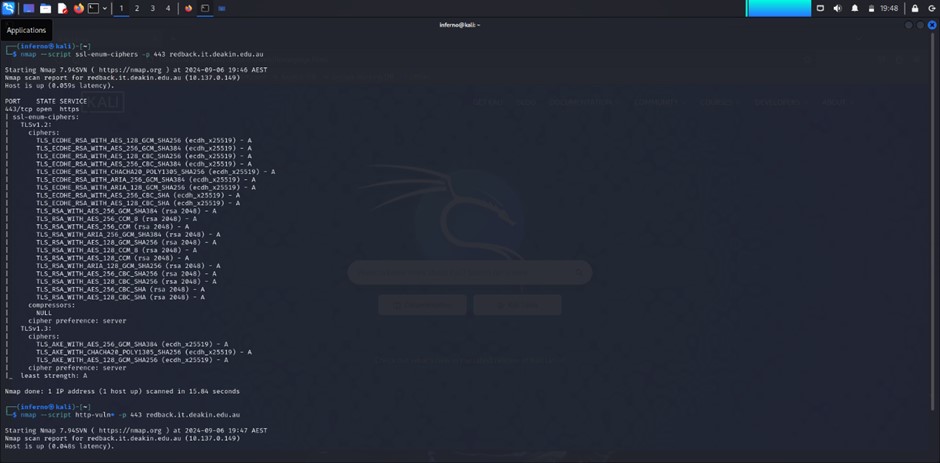 1 2 3 4
19:48
Applications
inferno@kali: ~
┌──(inferno㉿kali)-[~]
└─$ nmap --script ssl-enum-ciphers -p 443 redback.it.deakin.edu.au
Starting Nmap 7.94SVN ( https://nmap.org ) at 2024-09-06 19:46 AEST
Nmap scan report for redback.it.deakin.edu.au (10.137.0.149)
Host is up (0.059s latency).
PORT    STATE SERVICE
443/tcp open  https
| ssl-enum-ciphers:
|   TLSv1.2:
|     ciphers:
|       TLS_ECDHE_RSA_WITH_AES_128_GCM_SHA256 (ecdh_x25519) - A
|       TLS_ECDHE_RSA_WITH_AES_256_GCM_SHA384 (ecdh_x25519) - A
|       TLS_ECDHE_RSA_WITH_AES_128_CBC_SHA256 (ecdh_x25519) - A
|       TLS_ECDHE_RSA_WITH_AES_256_CBC_SHA384 (ecdh_x25519) - A
|       TLS_ECDHE_RSA_WITH_CHACHA20_POLY1305_SHA256 (ecdh_x25519) - A
|       TLS_ECDHE_RSA_WITH_ARIA_256_GCM_SHA384 (ecdh_x25519) - A
|       TLS_ECDHE_RSA_WITH_ARIA_128_GCM_SHA256 (ecdh_x25519) - A
|       TLS_ECDHE_RSA_WITH_AES_256_CBC_SHA (ecdh_x25519) - A
|       TLS_ECDHE_RSA_WITH_AES_128_CBC_SHA (ecdh_x25519) - A
|       TLS_RSA_WITH_AES_256_GCM_SHA384 (rsa 2048) - A
|       TLS_RSA_WITH_AES_256_CCM_8 (rsa 2048) - A
|       TLS_RSA_WITH_AES_256_CCM (rsa 2048) - A
|       TLS_RSA_WITH_ARIA_256_GCM_SHA384 (rsa 2048) - A
|       TLS_RSA_WITH_AES_128_GCM_SHA256 (rsa 2048) - A
|       TLS_RSA_WITH_AES_128_CCM_8 (rsa 2048) - A
|       TLS_RSA_WITH_AES_128_CCM (rsa 2048) - A
|       TLS_RSA_WITH_ARIA_128_GCM_SHA256 (rsa 2048) - A
|       TLS_RSA_WITH_AES_256_CBC_SHA256 (rsa 2048) - A
|       TLS_RSA_WITH_AES_128_CBC_SHA256 (rsa 2048) - A
|       TLS_RSA_WITH_AES_256_CBC_SHA (rsa 2048) - A
|       TLS_RSA_WITH_AES_128_CBC_SHA (rsa 2048) - A
|     compressors:
|       NULL
|     cipher preference: server
|   TLSv1.3:
|     ciphers:
|       TLS_AKE_WITH_AES_256_GCM_SHA384 (ecdh_x25519) - A
|       TLS_AKE_WITH_CHACHA20_POLY1305_SHA256 (ecdh_x25519) - A
|       TLS_AKE_WITH_AES_128_GCM_SHA256 (ecdh_x25519) - A
|     cipher preference: server
|_  least strength: A
Nmap done: 1 IP address (1 host up) scanned in 15.84 seconds
┌──(inferno㉿kali)-[~]
└─$ nmap --script http-vuln* -p 443 redback.it.deakin.edu.au
Starting Nmap 7.94SVN ( https://nmap.org ) at 2024-09-06 19:47 AEST
Nmap scan report for redback.it.deakin.edu.au (10.137.0.149)
Host is up (0.048s latency).